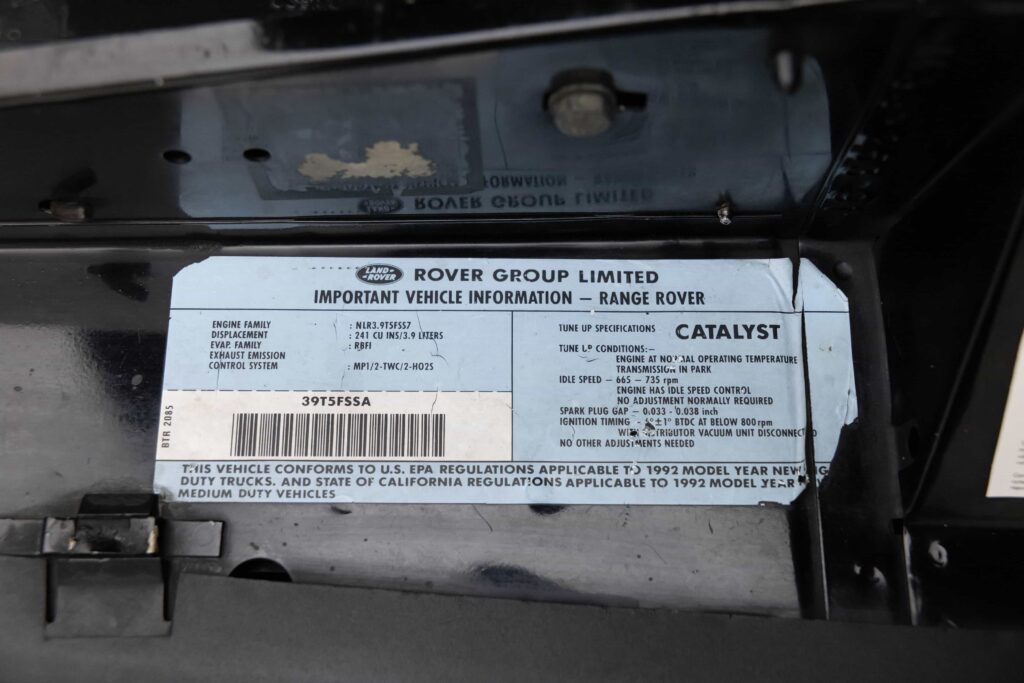 LAND-ROVER ROVER GROUP LIMITED
IMPORTANT VEHICLE INFORMATION – RANGE ROVER
ENGINE FAMILY : NLR3.9T5FSS7
DISPLACEMENT : 241 CU INS/3.9 LITERS
EVAP. FAMILY : RBFI
EXHAUST EMISSION
CONTROL SYSTEM : MP1/2-TWC/2-HO2S
39T5FSSA
BTR 2085
TUNE UP SPECIFICATIONS CATALYST
TUNE UP CONDITIONS:–
ENGINE AT NORMAL OPERATING TEMPERATURE
TRANSMISSION IN PARK
IDLE SPEED – 665 – 735 rpm
ENGINE HAS IDLE SPEED CONTROL
NO ADJUSTMENT NORMALLY REQUIRED
SPARK PLUG GAP – 0.033 - 0.038 inch
IGNITION TIMING - ±1° BTDC AT BELOW 800 rpm
WITH DISTRIBUTOR VACUUM UNIT DISCONNECTED
NO OTHER ADJUSTMENTS NEEDED
THIS VEHICLE CONFORMS TO U.S. EPA REGULATIONS APPLICABLE TO 1992 MODEL YEAR NEW
DUTY TRUCKS. AND STATE OF CALIFORNIA REGULATIONS APPLICABLE TO 1992 MODEL YEAR
MEDIUM DUTY VEHICLES